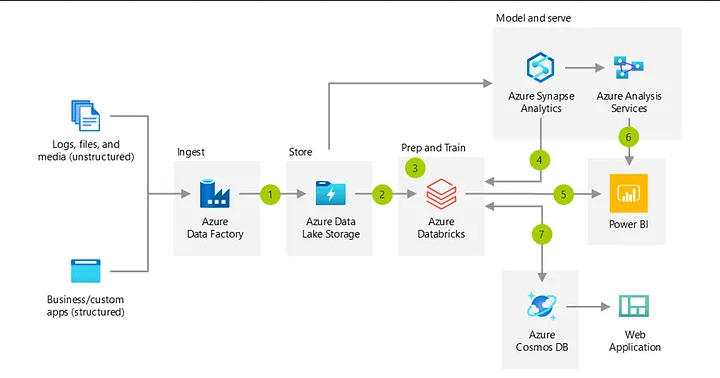 Model and serve
Azure Synapse
Analytics
Azure Analysis
Services
Logs, files, and
media (unstructured)
Ingest
Store
Prep and Train
3
4
6
1
2
5
Azure
Data Factory
Azure Data
Lake Storage
Azure
Databricks
Power BI
7
Business/custom
apps (structured)
Azure
Cosmos DB
Web
Application